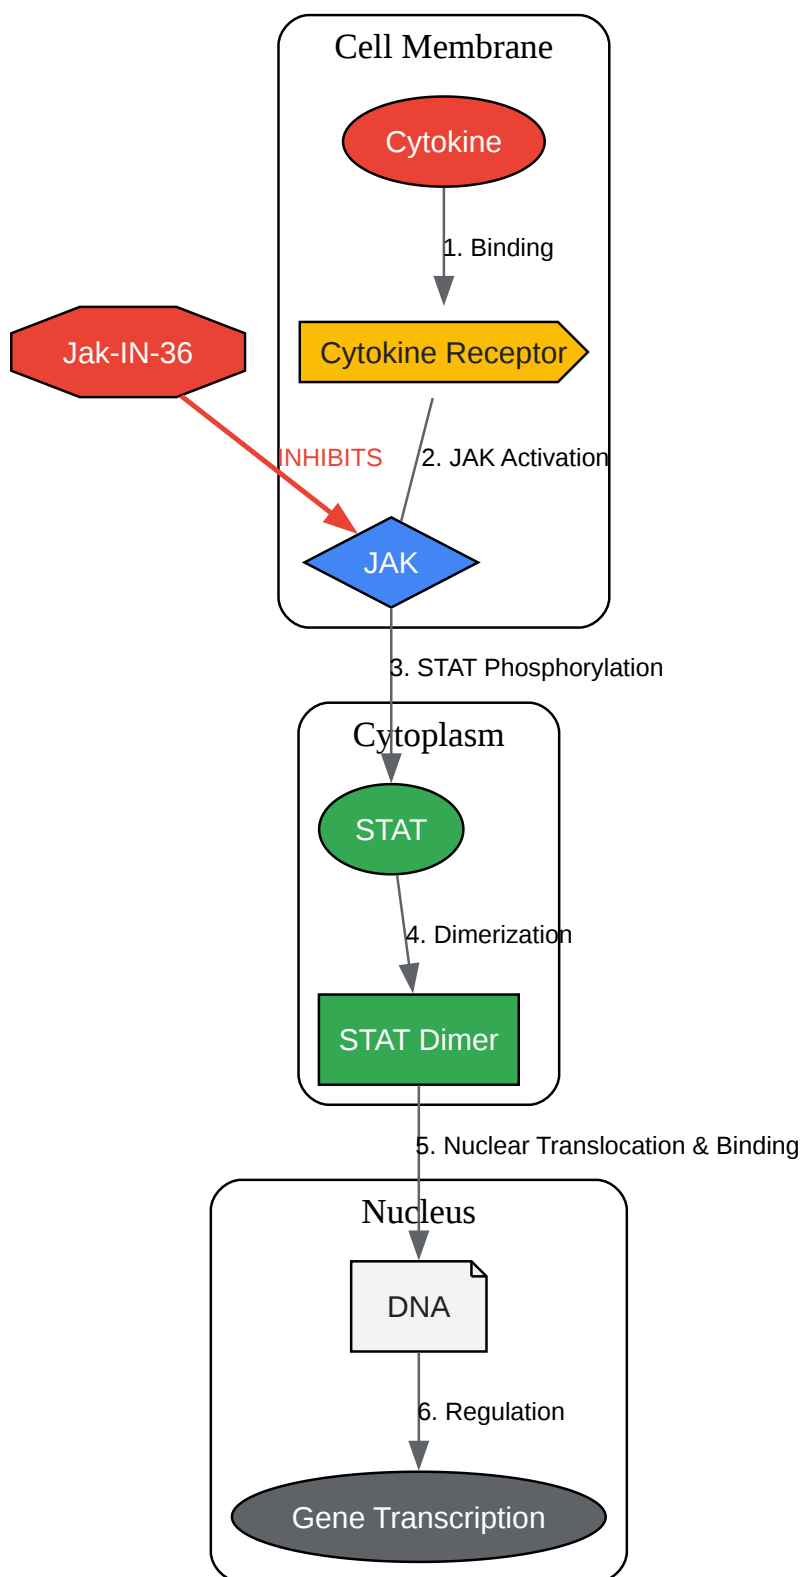 Cell Membrane
Cytokine
1. Binding
Jak-IN-36
Cytokine Receptor
INHIBITS
2. JAK Activation
JAK
3. STAT Phosphorylation
Cytoplasm
STAT
4. Dimerization
STAT Dimer
5. Nuclear Translocation & Binding
Nucleus
DNA
6. Regulation
Gene Transcription